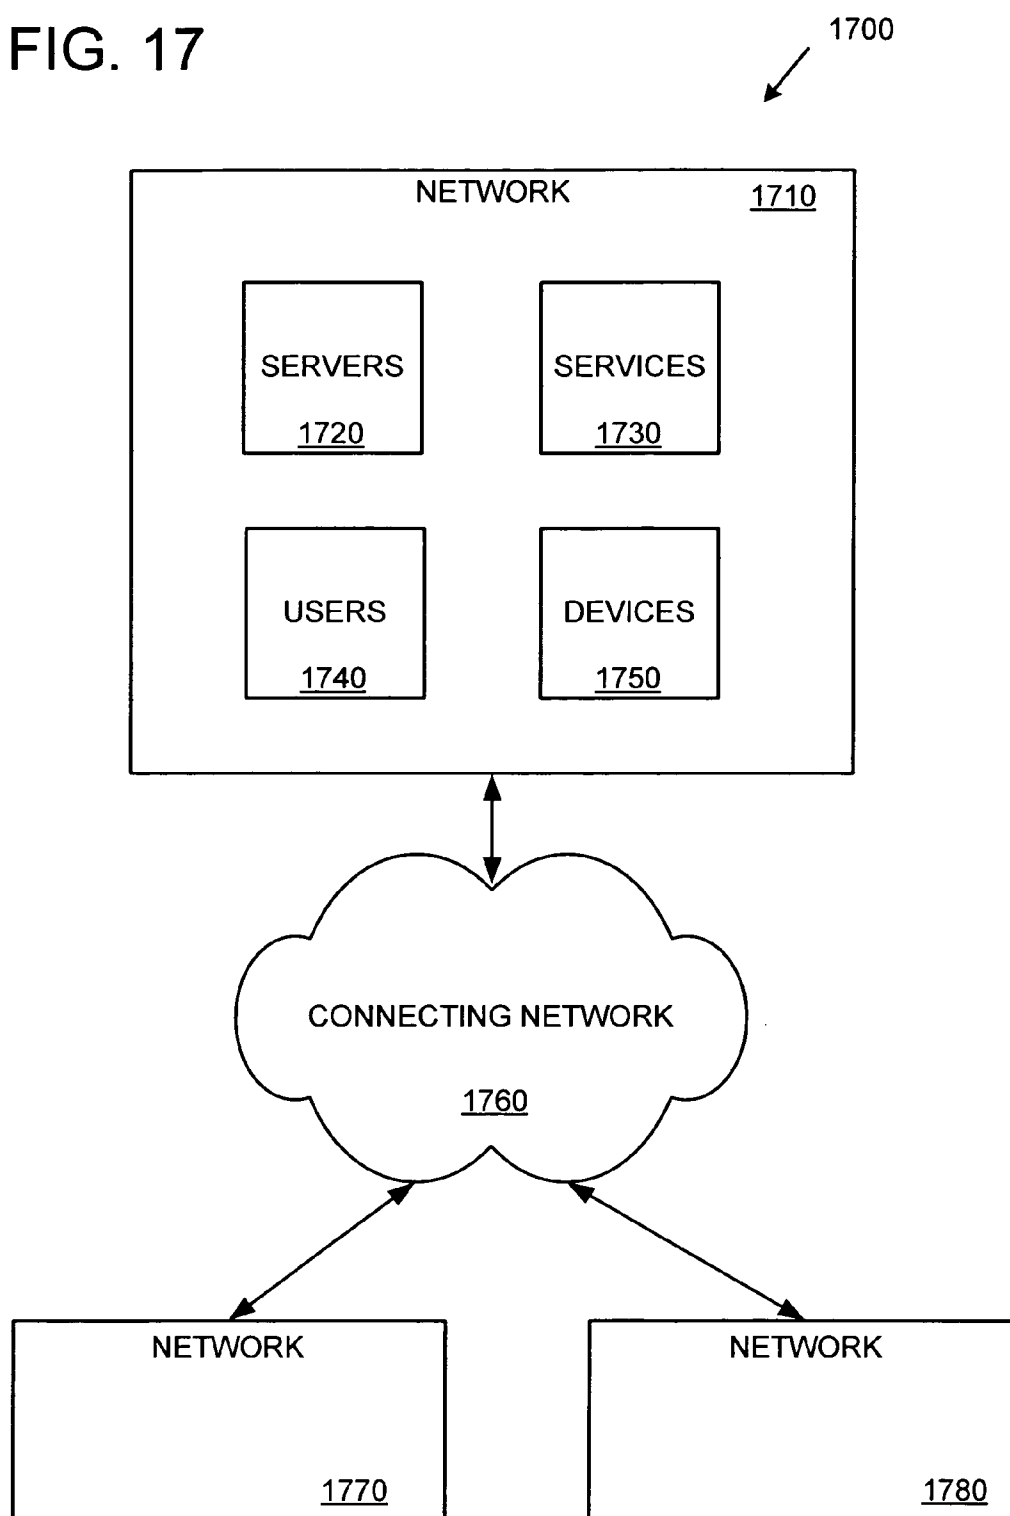 FIG. 17
1700
NETWORK
1710
SERVERS
1720
SERVICES
1730
USERS
1740
DEVICES
1750
CONNECTING NETWORK
1760
NETWORK
1770
NETWORK
1780